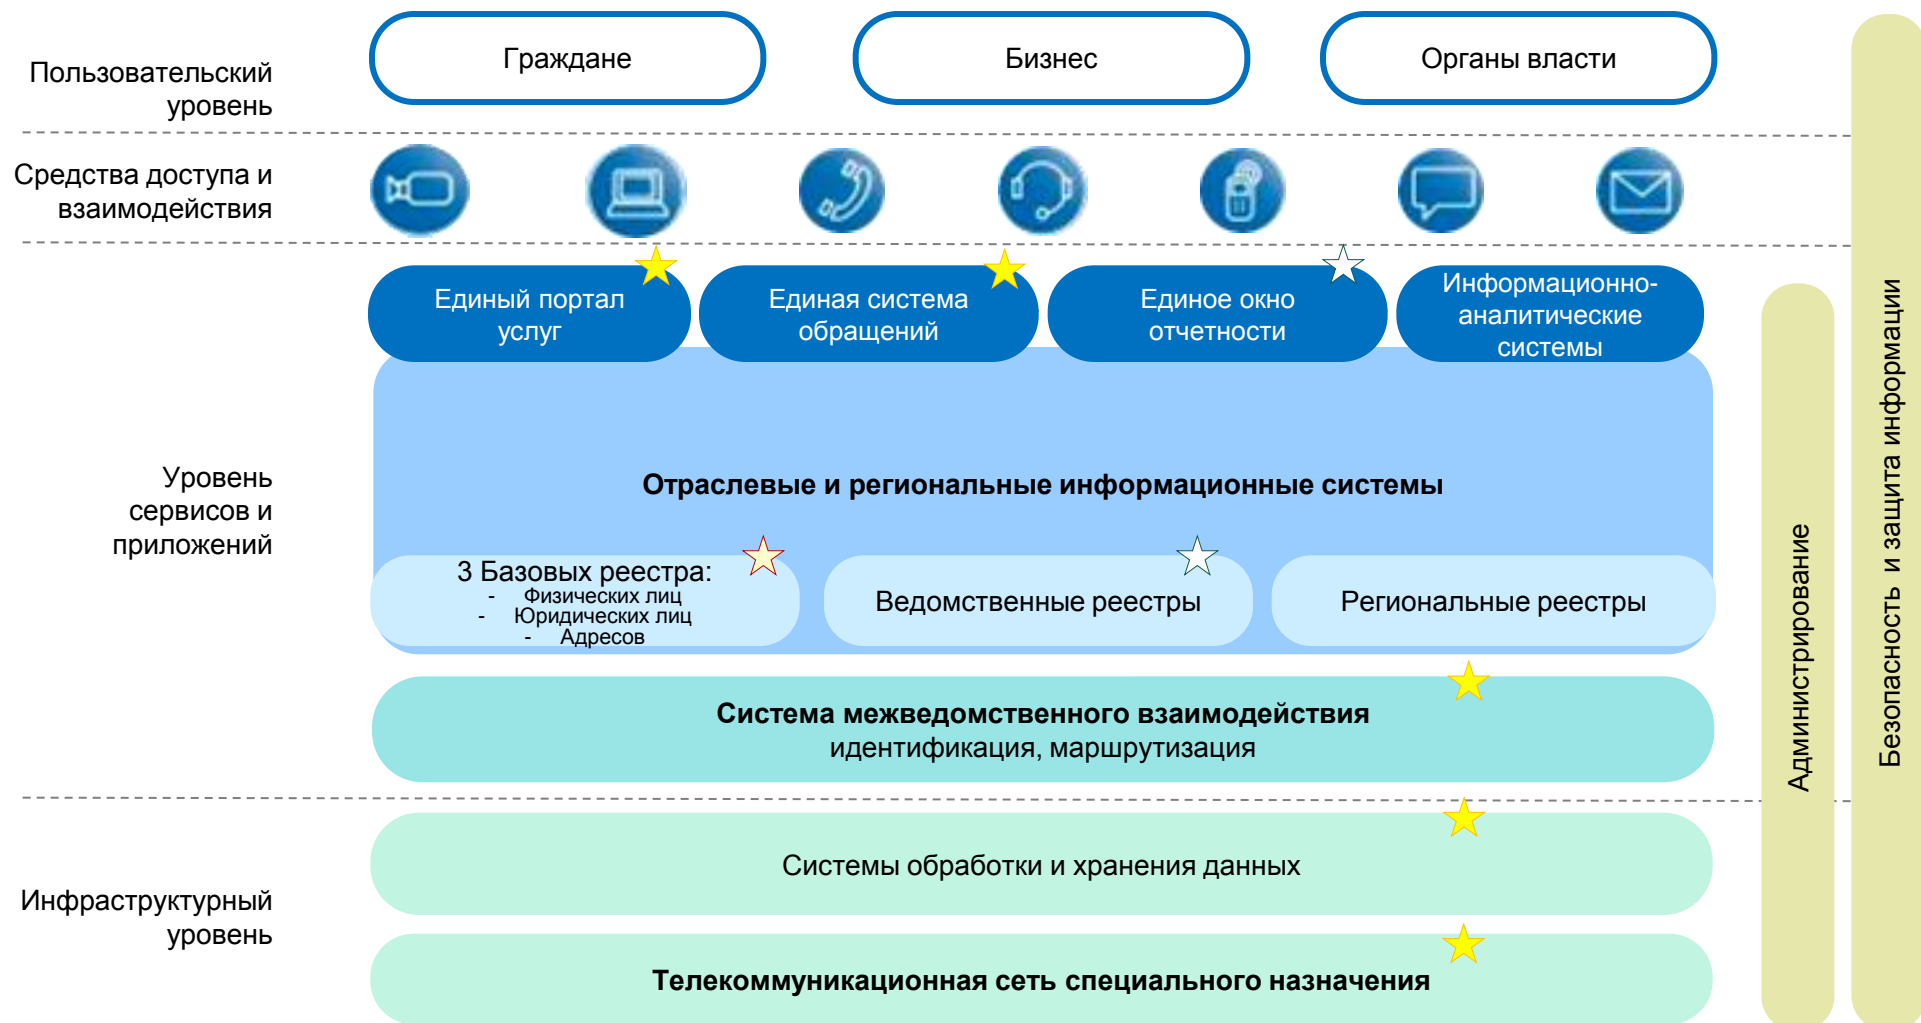 Граждане
Бизнес
Органы власти
Пользовательский
уровень
Средства доступа и
взаимодействия
Единый портал
услуг
Единая система
обращений
Единое окно
отчетности
Информационно-
аналитические
системы
Уровень
сервисов и
приложений
Отраслевые и региональные информационные системы
3 Базовых реестра:
- Физических лиц
- Юридических лиц
- Адресов
Ведомственные реестры
Региональные реестры
Система межведомственного взаимодействия
идентификация, маршрутизация
Инфраструктурный
уровень
Системы обработки и хранения данных
Телекоммуникационная сеть специального назначения
Администрирование
Безопасность и защита информации